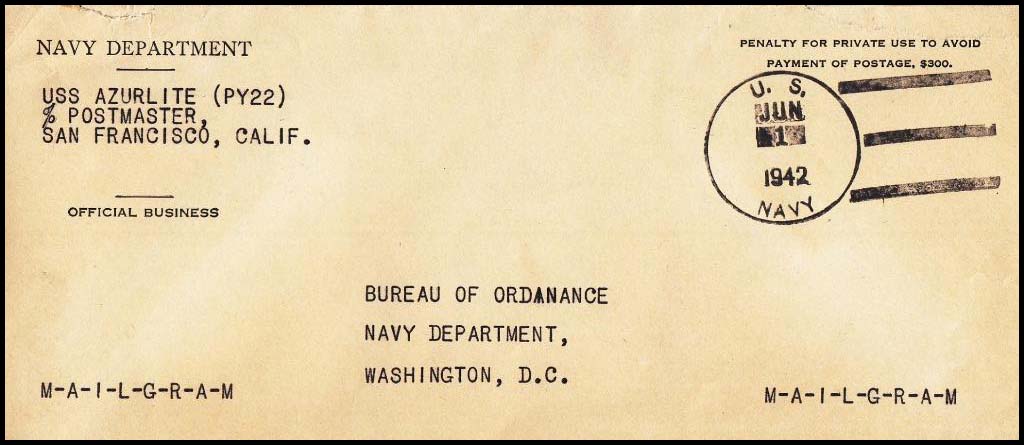 NAVY DEPARTMENT
USS AZURLITE (PY22)
% POSTMASTER,
SAN FRANCISCO, CALIF.
OFFICIAL BUSINESS
PENALTY FOR PRIVATE USE TO AVOID
PAYMENT OF POSTAGE, $300.
U. S.
JUN
1
1942
NAVY
BUREAU OF ORDANANCE
NAVY DEPARTMENT,
WASHINGTON, D.C.
M-A-I-L-G-R-A-M
M-A-I-L-G-R-A-M